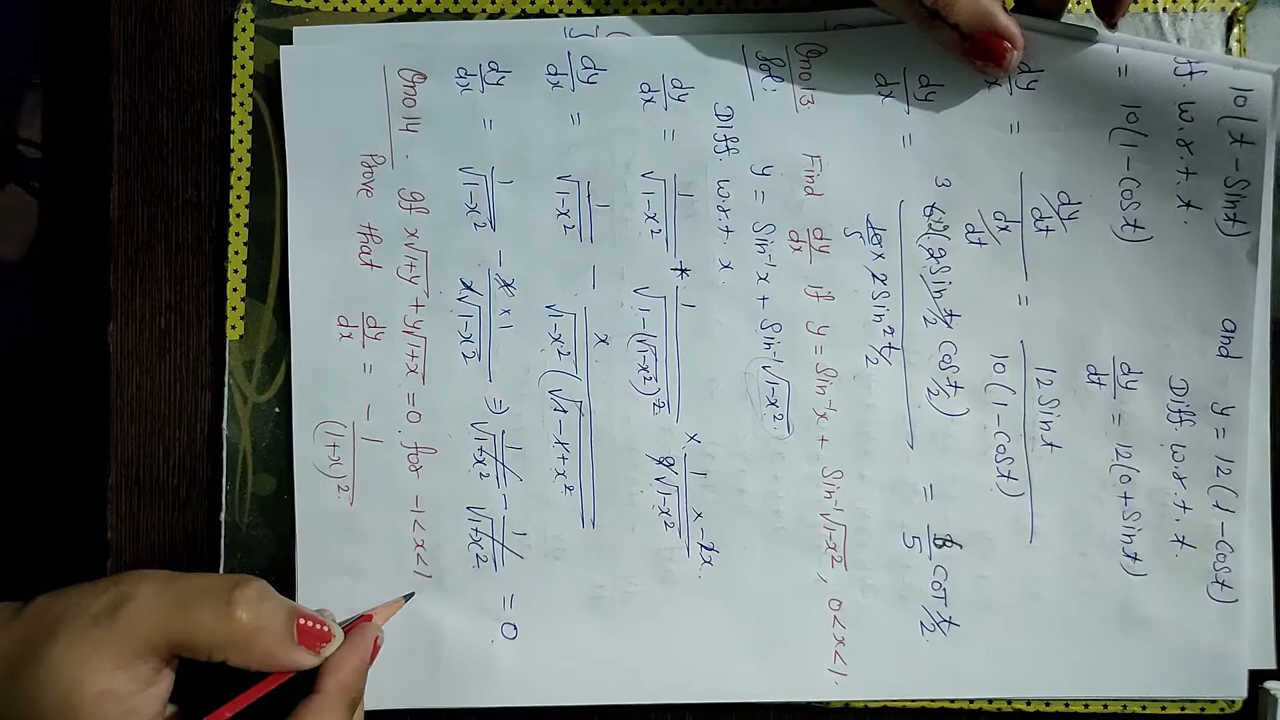 10(t - Sint) and y = 12(1 - Cost)
ff. w.r.t. t. Diff w.r.t. t.
= 10(1 - Cost) dy/dt = 12(0 + Sint)
dy/dx = (dy/dt)/(dx/dt) = 12 Sint / 10(1 - Cost)
dy/dx = (2 Sin t/2 Cos t/2) / (2 Sin² t/2) = 6/5 Cot t/2.
Qno 13. Find dy/dx if y = Sin⁻¹x + Sin⁻¹√1-x², 0<x<1.
Sol: y = Sin⁻¹x + Sin⁻¹√1-x².
Diff. w.r.t. x.
dy/dx = 1/√1-x² + 1/√1-(√1-x²)² × 1/2√1-x² × -2x.
dy/dx = 1/√1-x² - x/√1-x²(√1-1+x²
dy/dx = 1/√1-x² - x×1/x√1-x² ⇒ 1/√1+x² - 1/√1+x² = 0.
Qno 14. If x√1+y + y√1+x = 0. for -1<x<1
Prove that dy/dx = -1/(1+x)².